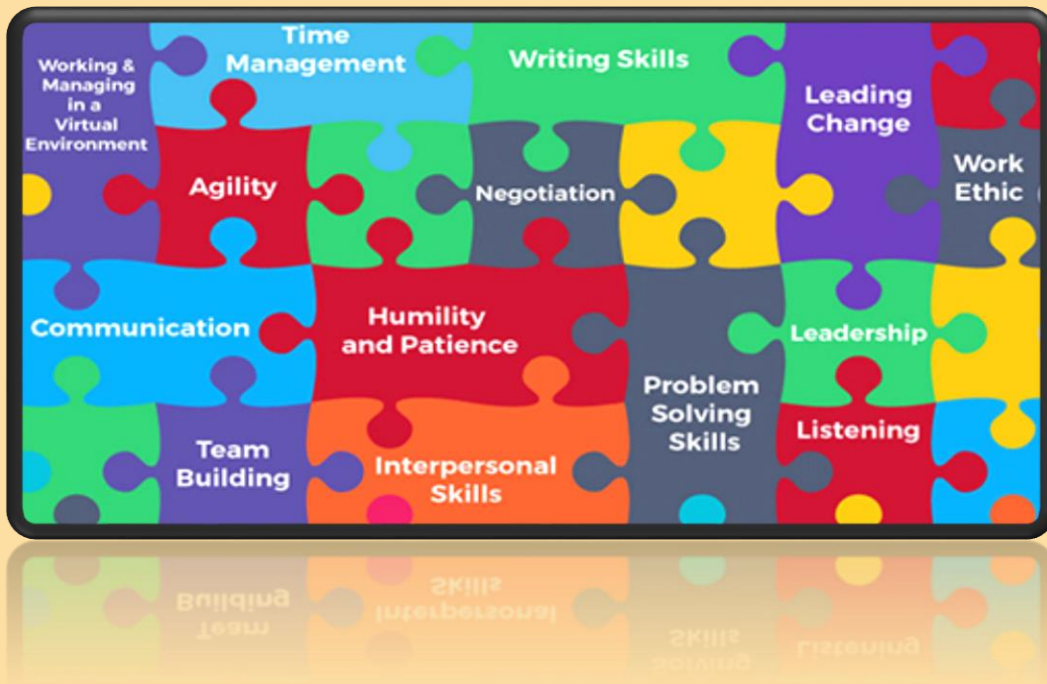 Working &
Managing
in a
Virtual
Environment
Time
Management
Writing Skills
Leading
Change
Agility
Negotiation
Work
Ethic
Communication
Humility
and Patience
Leadership
Problem
Solving
Skills
Listening
Team
Building
Interpersonal
Skills